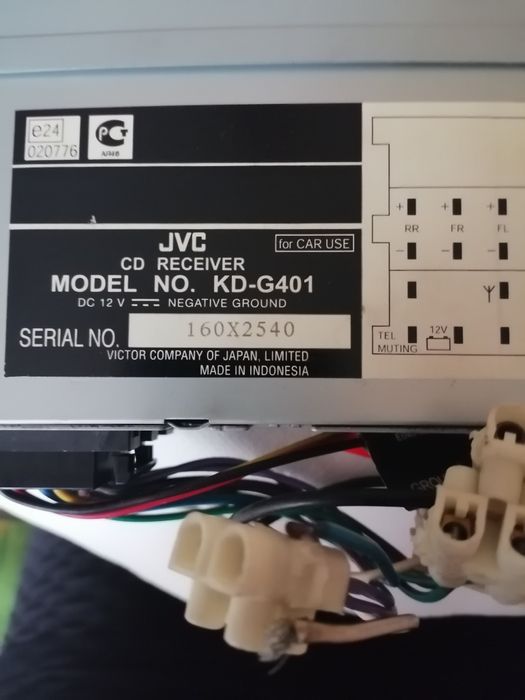 e24
020776
PG
JVC
for CAR USE
CD RECEIVER
MODEL NO. KD-G401
DC 12 V NEGATIVE GROUND
SERIAL NO. 160X2540
VICTOR COMPANY OF JAPAN, LIMITED
MADE IN INDONESIA
+ + +
RR FR FL
− − −
TEL MUTING
12V